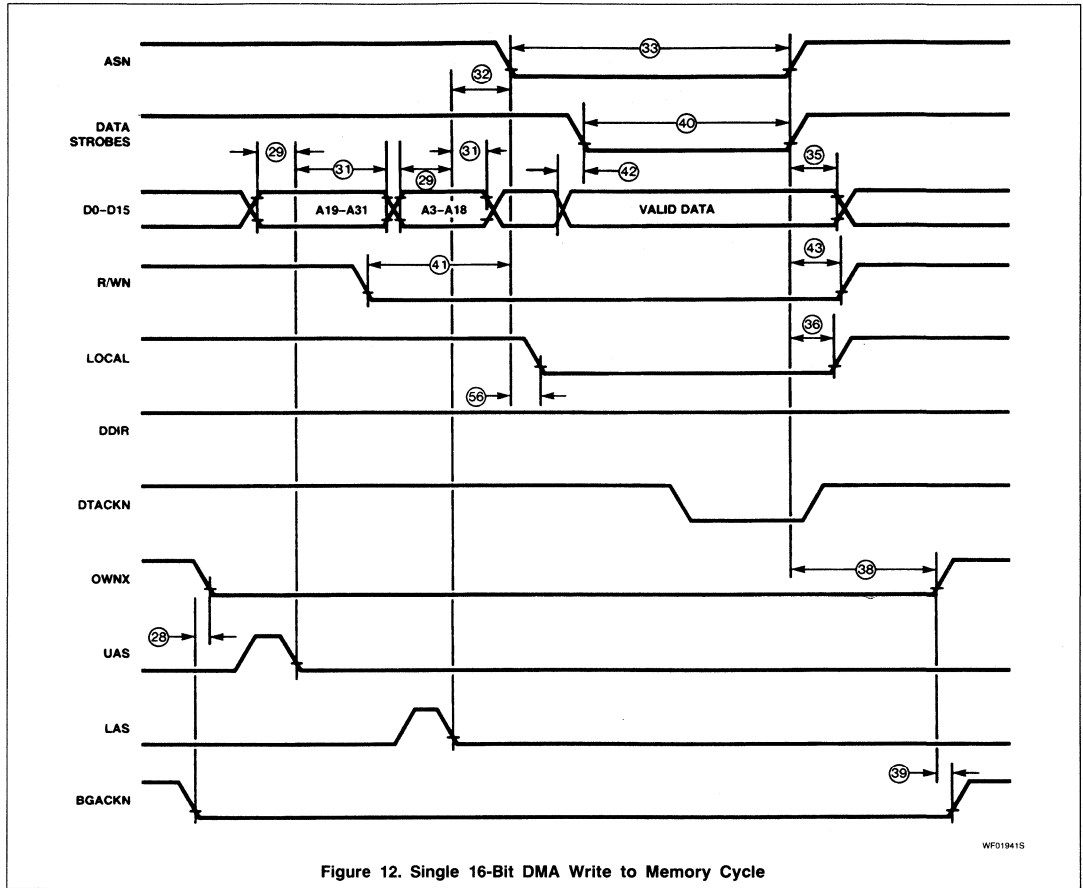 ASN
33
32
DATA
STROBES
40
29
31
31
29
42
35
D0–D15
A19–A31
A3–A18
VALID DATA
41
43
R/WN
36
LOCAL
56
DDIR
DTACKN
38
OWNX
28
UAS
LAS
39
BGACKN
WF01941S
Figure 12. Single 16-Bit DMA Write to Memory Cycle